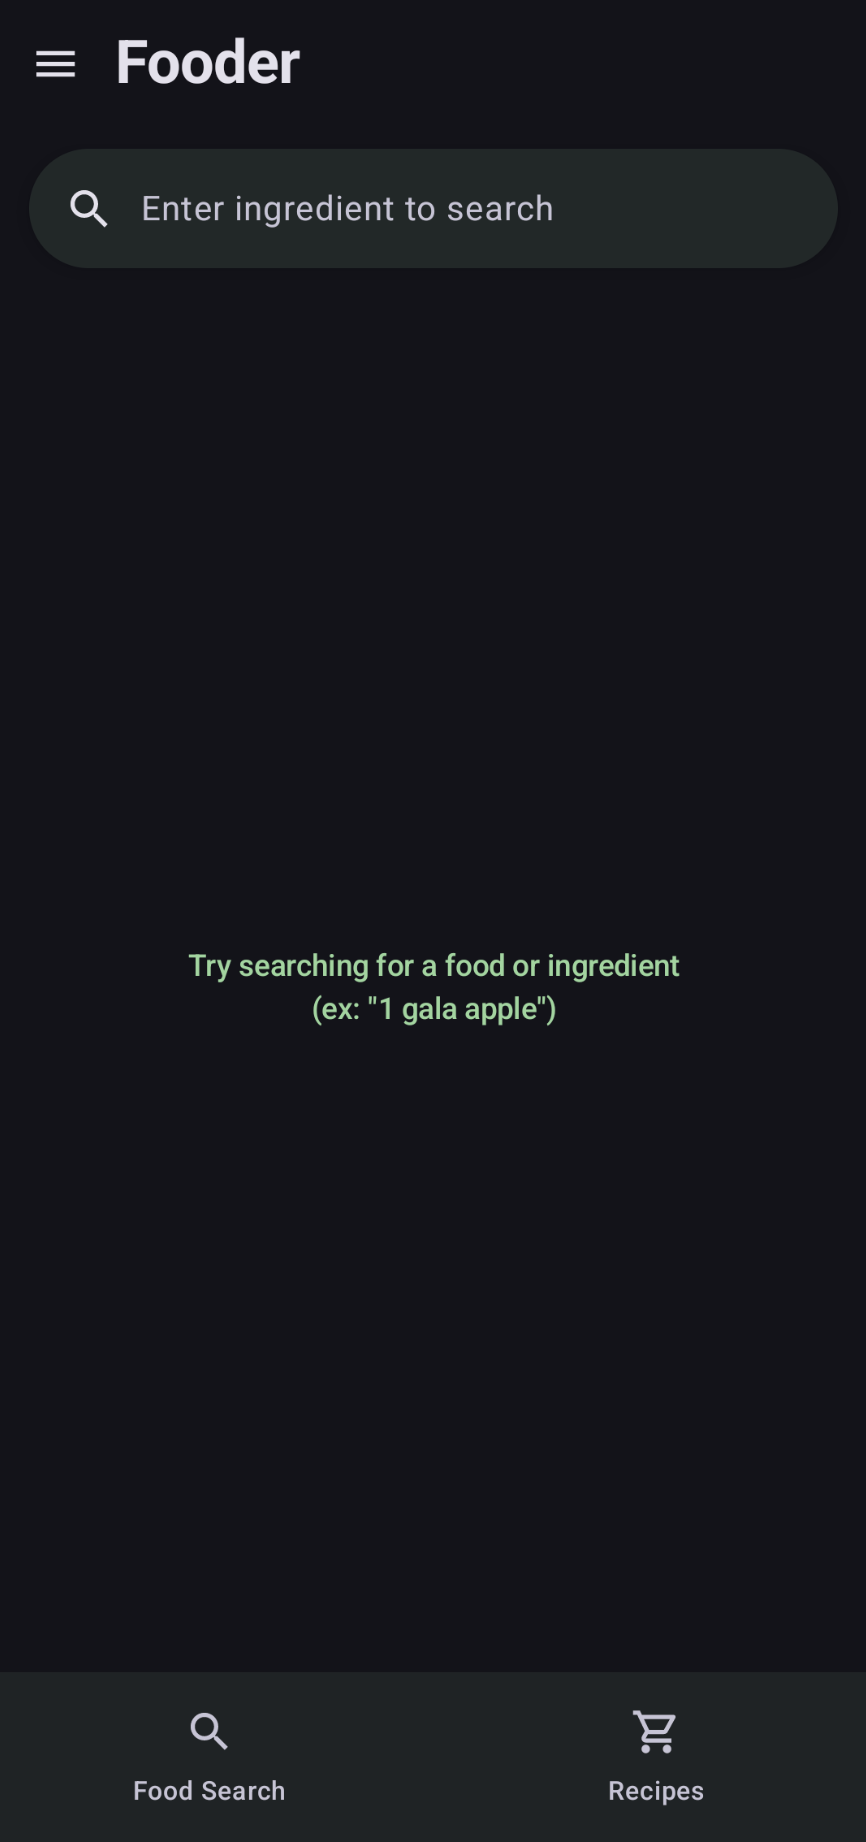 Fooder
Enter ingredient to search
Try searching for a food or ingredient
(ex: "1 gala apple")
Food Search
Recipes